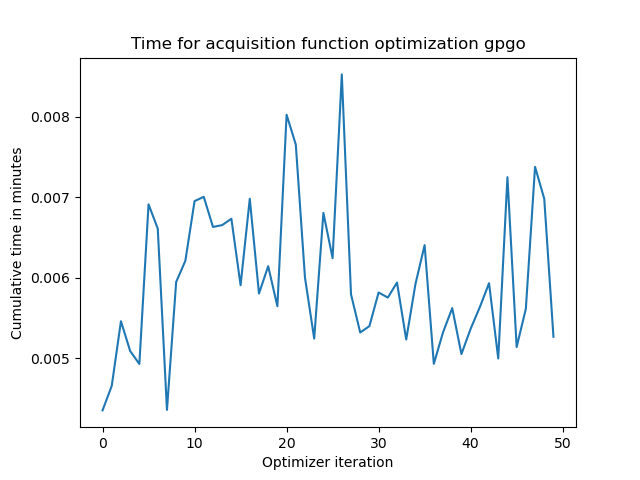 Time for acquisition function optimization gpgo
Cumulative time in minutes
0.008
0.007
0.006
0.005
0 10 20 30 40 50
Optimizer iteration